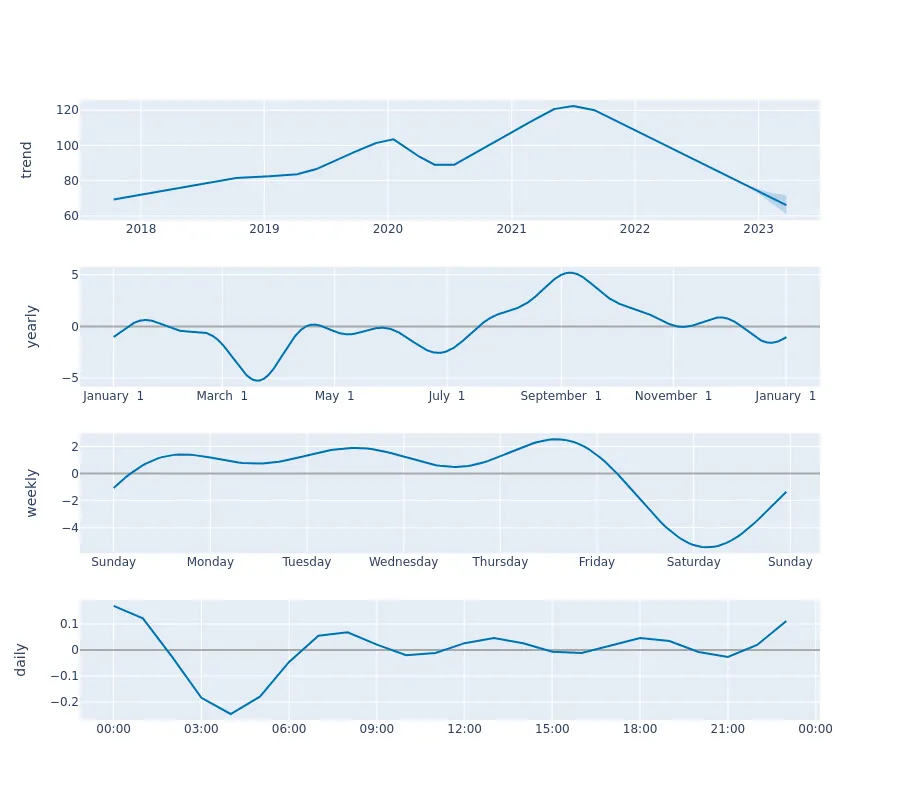 trend
120
100
80
60
2018 2019 2020 2021 2022 2023
yearly
5
0
−5
January 1 March 1 May 1 July 1 September 1 November 1 January 1
weekly
2
0
−2
−4
Sunday Monday Tuesday Wednesday Thursday Friday Saturday Sunday
daily
0.1
0
−0.1
−0.2
00:00 03:00 06:00 09:00 12:00 15:00 18:00 21:00 00:00